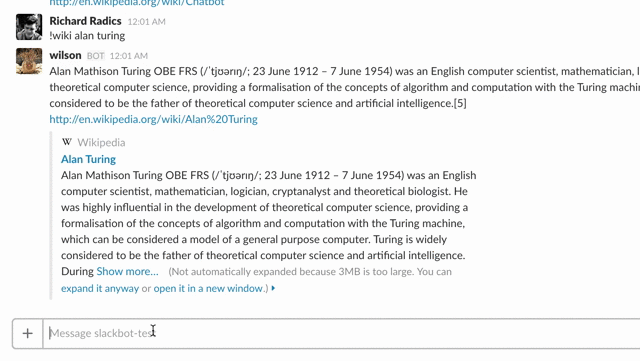 http://en.wikipedia.org/wiki/Chatbot
Richard Radics 12:01 AM
!wiki alan turing
wilson BOT 12:01 AM
Alan Mathison Turing OBE FRS (/ˈtjʊərɪŋ/; 23 June 1912 – 7 June 1954) was an English computer scientist, mathematician, l
theoretical computer science, providing a formalisation of the concepts of algorithm and computation with the Turing machin
considered to be the father of theoretical computer science and artificial intelligence.[5]
http://en.wikipedia.org/wiki/Alan%20Turing
W Wikipedia
Alan Turing
Alan Mathison Turing OBE FRS (/ˈtjʊərɪŋ/; 23 June 1912 – 7 June 1954) was an English
computer scientist, mathematician, logician, cryptanalyst and theoretical biologist. He
was highly influential in the development of theoretical computer science, providing a
formalisation of the concepts of algorithm and computation with the Turing machine,
which can be considered a model of a general purpose computer. Turing is widely
considered to be the father of theoretical computer science and artificial intelligence.
During Show more... (Not automatically expanded because 3MB is too large. You can
expand it anyway or open it in a new window.)
Message slackbot-test